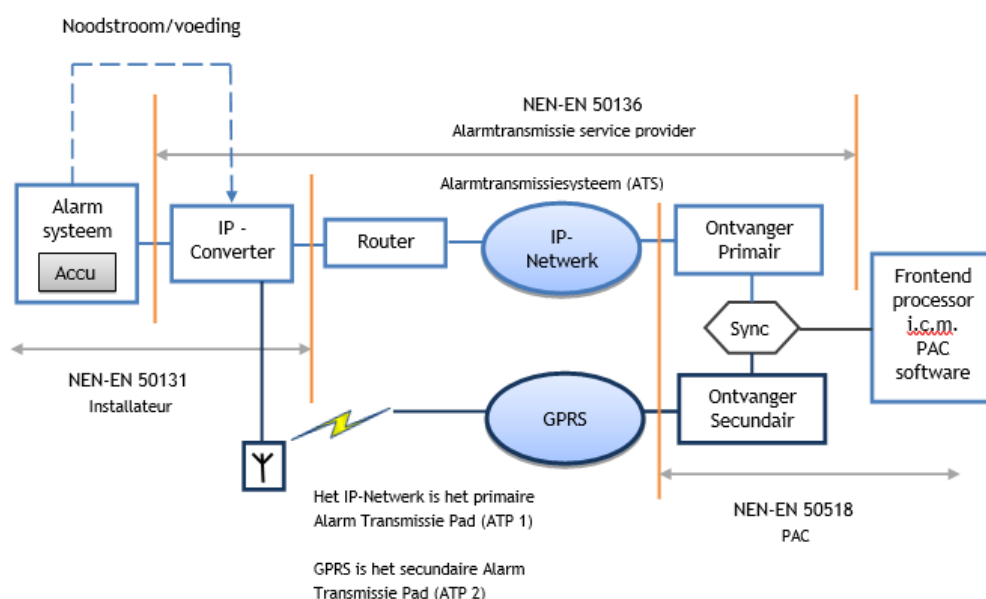 Noodstroom/voeding
NEN-EN 50136
Alarmtransmissie service provider
Alarmtransmissiesysteem (ATS)
Alarm
systeem
Accu
IP -
Converter
Router
IP-
Netwerk
Ontvanger
Primair
Frontend
processor
i.c.m.
PAC
software
Sync
NEN-EN 50131
Installateur
GPRS
Ontvanger
Secundair
Het IP-Netwerk is het primaire
Alarm Transmissie Pad (ATP 1)
NEN-EN 50518
PAC
GPRS is het secundaire Alarm
Transmissie Pad (ATP 2)